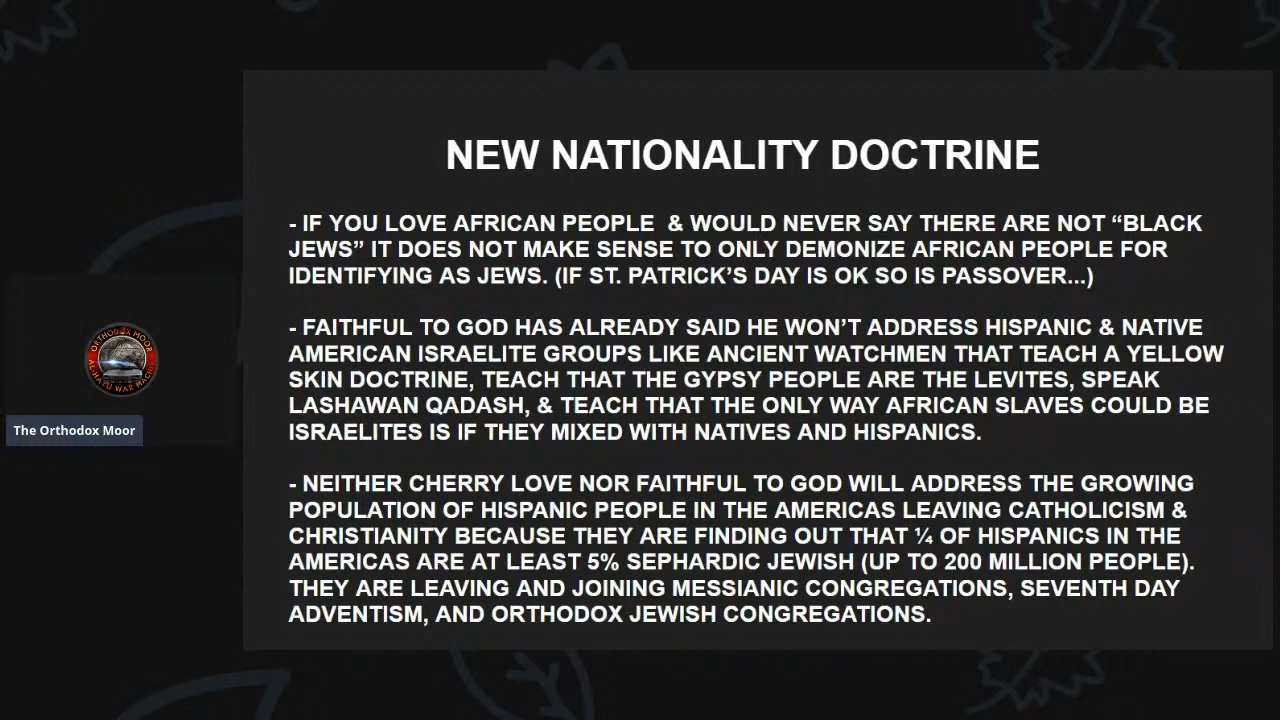 NEW NATIONALITY DOCTRINE
- IF YOU LOVE AFRICAN PEOPLE & WOULD NEVER SAY THERE ARE NOT “BLACK
JEWS” IT DOES NOT MAKE SENSE TO ONLY DEMONIZE AFRICAN PEOPLE FOR
IDENTIFYING AS JEWS. (IF ST. PATRICK’S DAY IS OK SO IS PASSOVER...)
- FAITHFUL TO GOD HAS ALREADY SAID HE WON’T ADDRESS HISPANIC & NATIVE
AMERICAN ISRAELITE GROUPS LIKE ANCIENT WATCHMEN THAT TEACH A YELLOW
SKIN DOCTRINE, TEACH THAT THE GYPSY PEOPLE ARE THE LEVITES, SPEAK
LASHAWAN QADASH, & TEACH THAT THE ONLY WAY AFRICAN SLAVES COULD BE
ISRAELITES IS IF THEY MIXED WITH NATIVES AND HISPANICS.
- NEITHER CHERRY LOVE NOR FAITHFUL TO GOD WILL ADDRESS THE GROWING
POPULATION OF HISPANIC PEOPLE IN THE AMERICAS LEAVING CATHOLICISM &
CHRISTIANITY BECAUSE THEY ARE FINDING OUT THAT ¼ OF HISPANICS IN THE
AMERICAS ARE AT LEAST 5% SEPHARDIC JEWISH (UP TO 200 MILLION PEOPLE).
THEY ARE LEAVING AND JOINING MESSIANIC CONGREGATIONS, SEVENTH DAY
ADVENTISM, AND ORTHODOX JEWISH CONGREGATIONS.
ORTHODOX MOOR
The Orthodox Moor